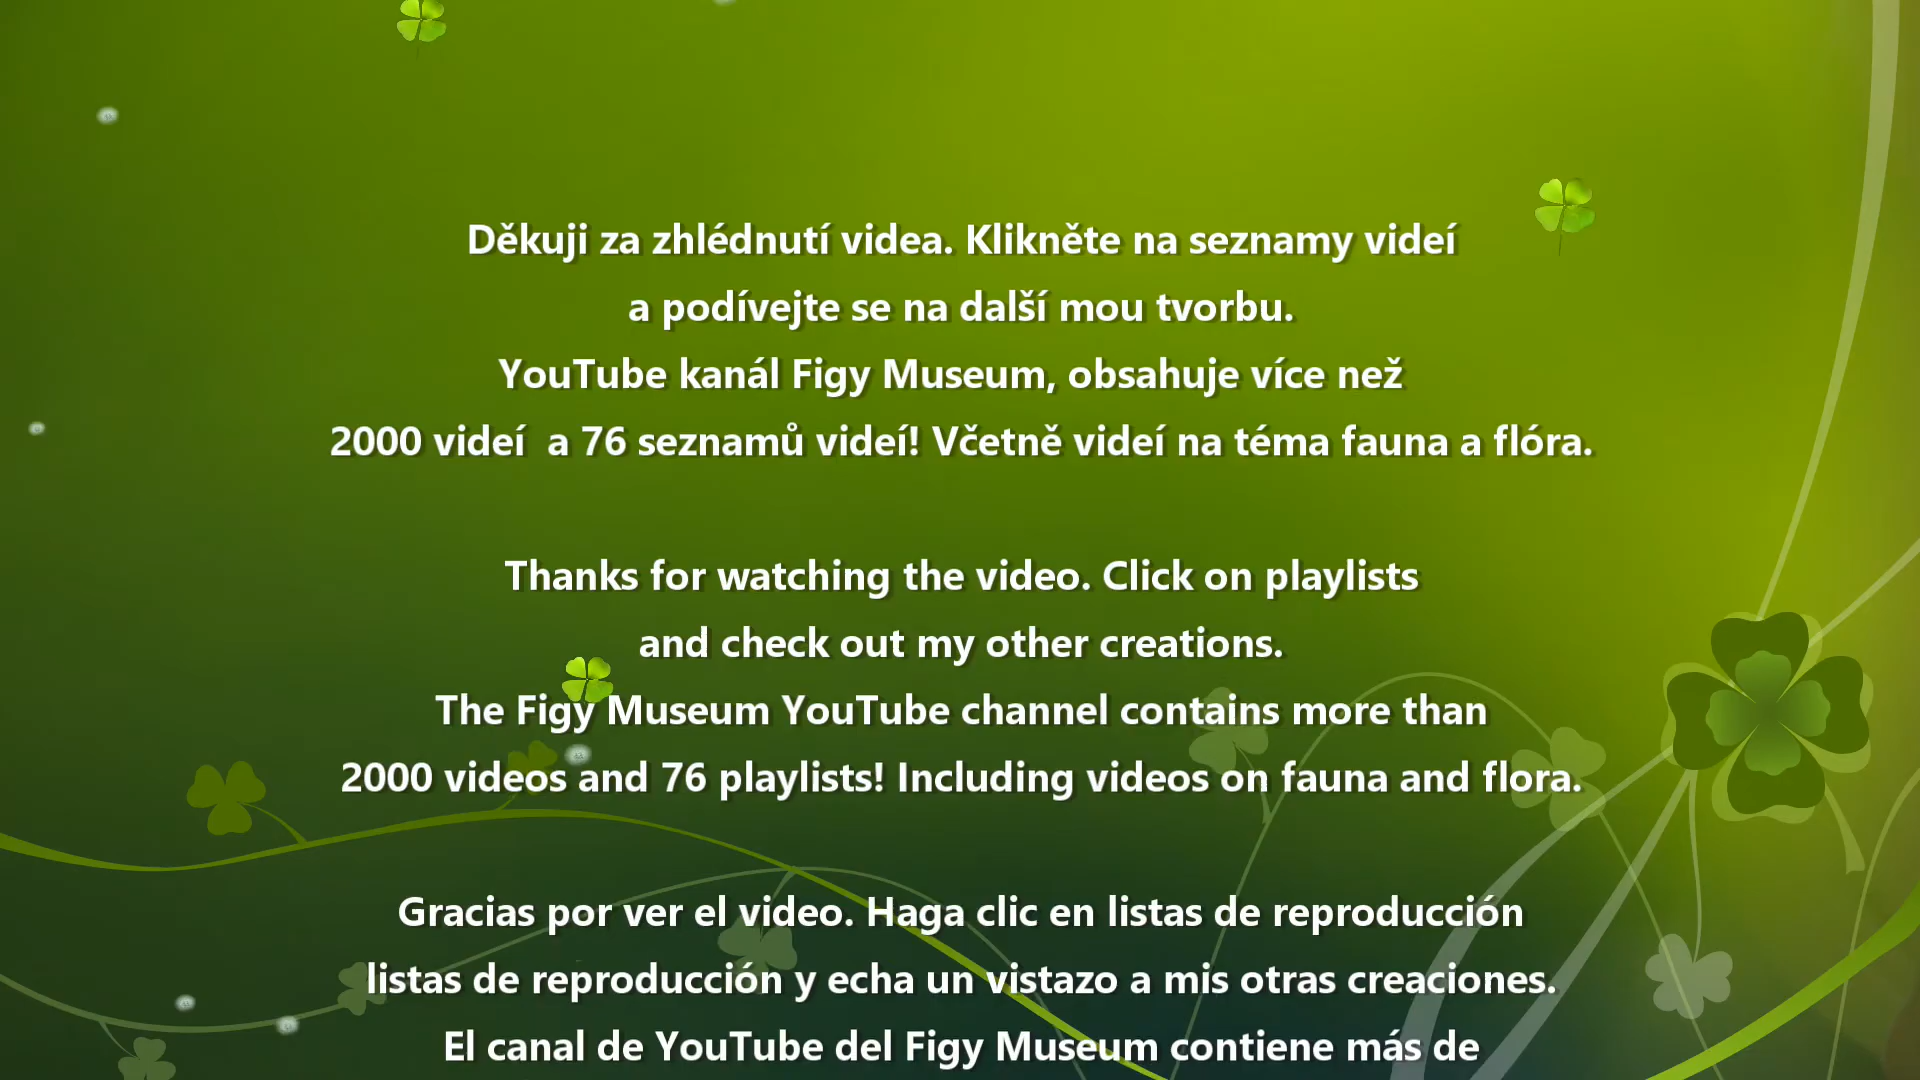 Děkuji za zhlédnutí videa. Klikněte na seznamy videí
a podívejte se na další mou tvorbu.
YouTube kanál Figy Museum, obsahuje více než
2000 videí  a 76 seznamů videí! Včetně videí na téma fauna a flóra.
Thanks for watching the video. Click on playlists
and check out my other creations.
The Figy Museum YouTube channel contains more than
2000 videos and 76 playlists! Including videos on fauna and flora.
Gracias por ver el video. Haga clic en listas de reproducción
listas de reproducción y echa un vistazo a mis otras creaciones.
El canal de YouTube del Figy Museum contiene más de